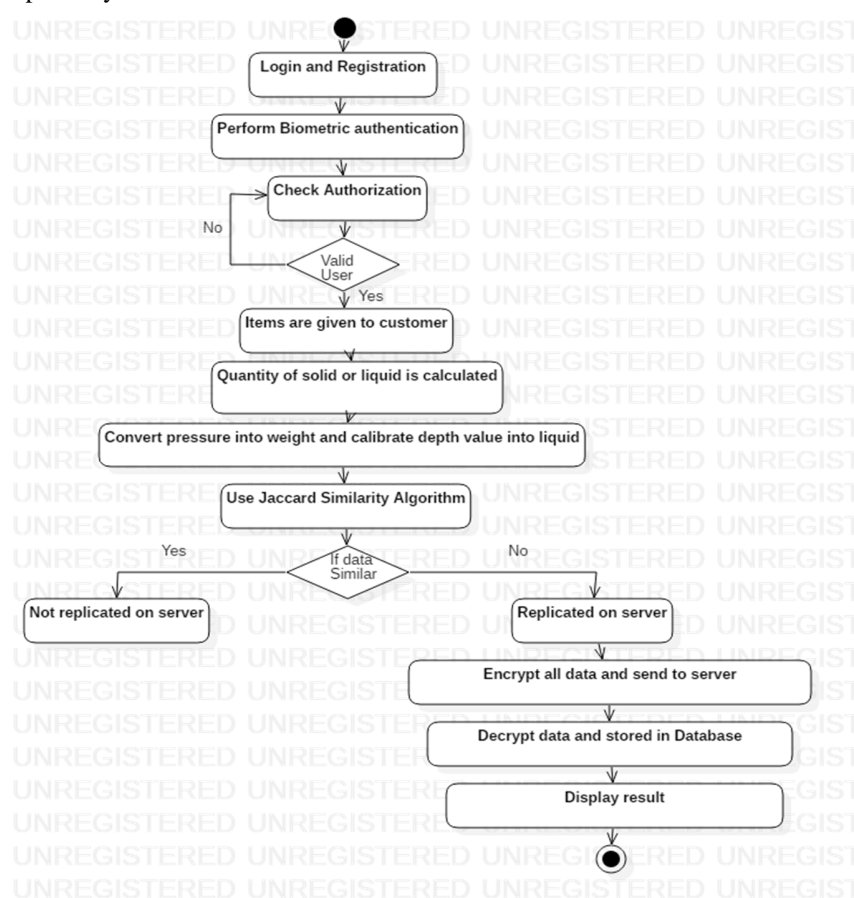 Login and Registration
Perform Biometric authentication
Check Authorization
No
Valid
User
Yes
Items are given to customer
Quantity of solid or liquid is calculated
Convert pressure into weight and calibrate depth value into liquid
Use Jaccard Similarity Algorithm
Yes
If data
Similar
No
Not replicated on server
Replicated on server
Encrypt all data and send to server
Decrypt data and stored in Database
Display result